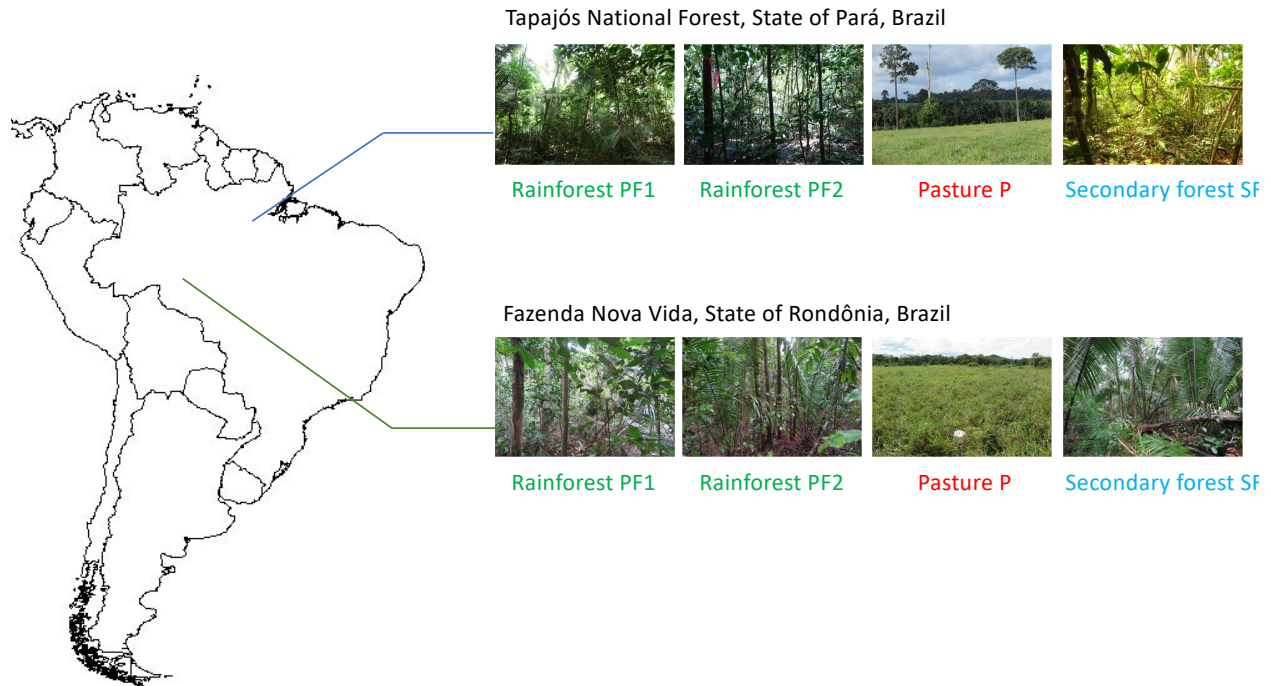 Tapajós National Forest, State of Pará, Brazil
Rainforest PF1
Rainforest PF2
Pasture P
Secondary forest SF
Fazenda Nova Vida, State of Rondônia, Brazil
Rainforest PF1
Rainforest PF2
Pasture P
Secondary forest SF